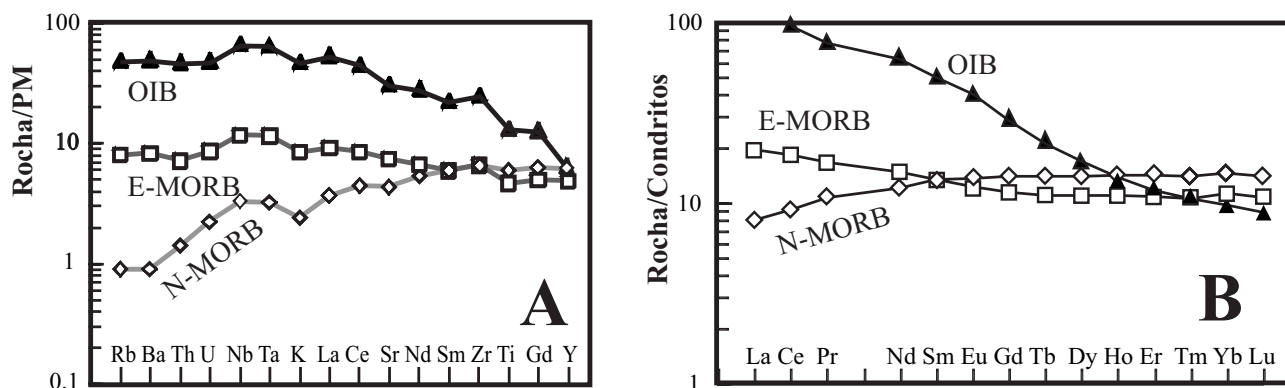 100
10
1
0.1
Rocha/PM
OIB
E-MORB
N-MORB
A
Rb Ba Th U Nb Ta K La Ce Sr Nd Sm Zr Ti Gd Y
100
10
1
Rocha/Condritos
OIB
E-MORB
N-MORB
B
La Ce Pr Nd Sm Eu Gd Tb Dy Ho Er Tm Yb Lu